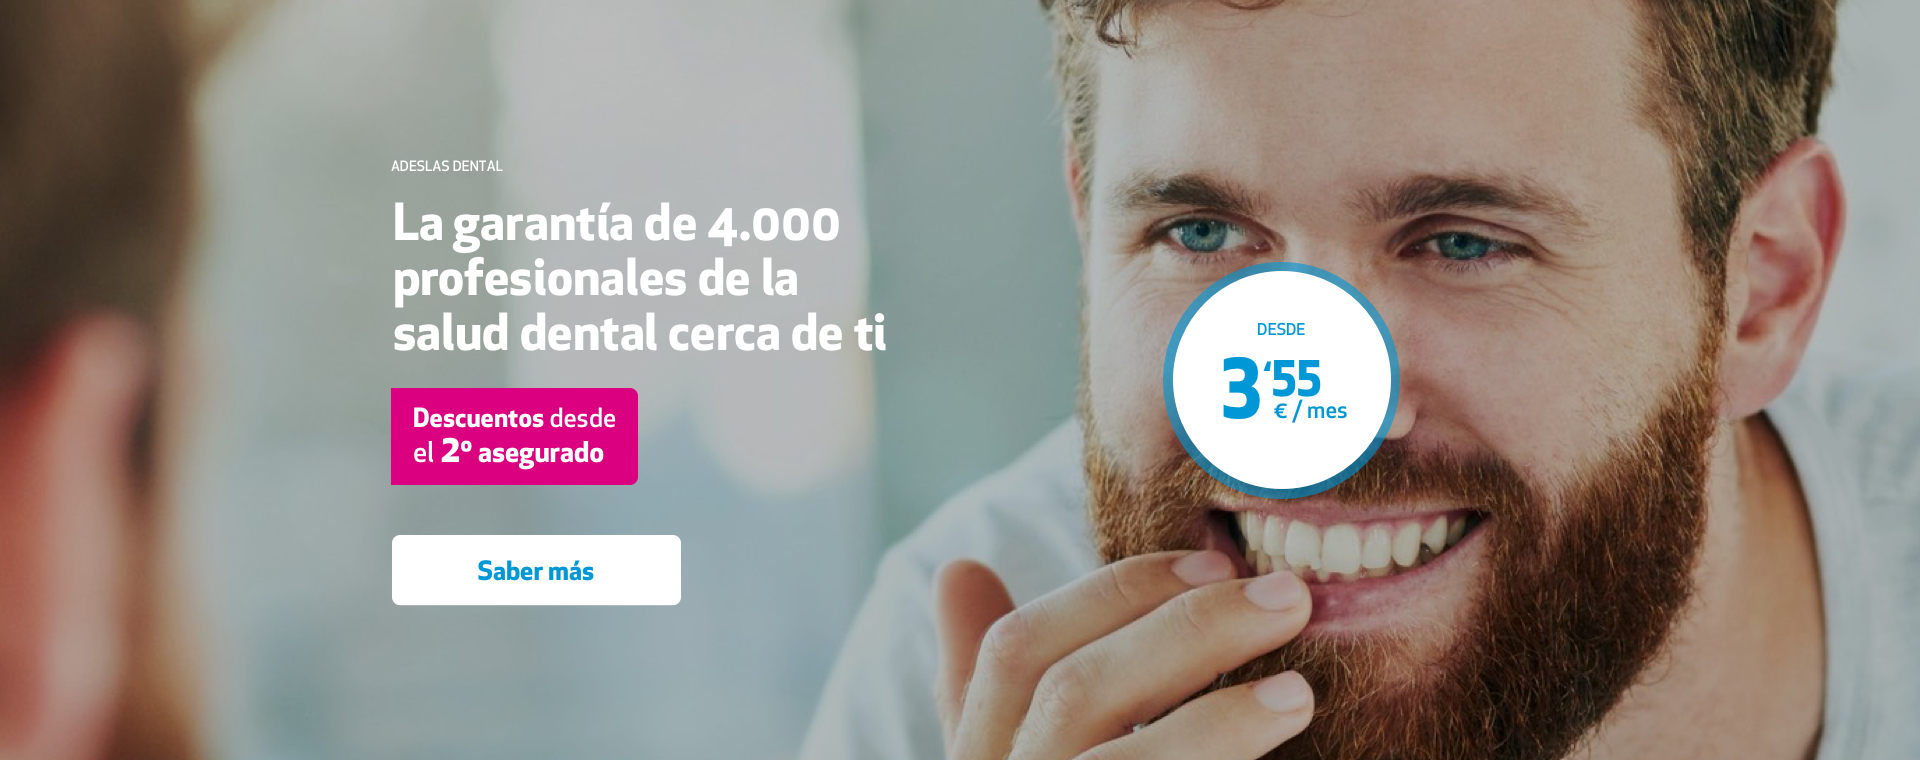 ADESLAS DENTAL
La garantía de 4.000
profesionales de la
salud dental cerca de ti
Descuentos desde
el 2º asegurado
Saber más
DESDE
3‘55
€ / mes